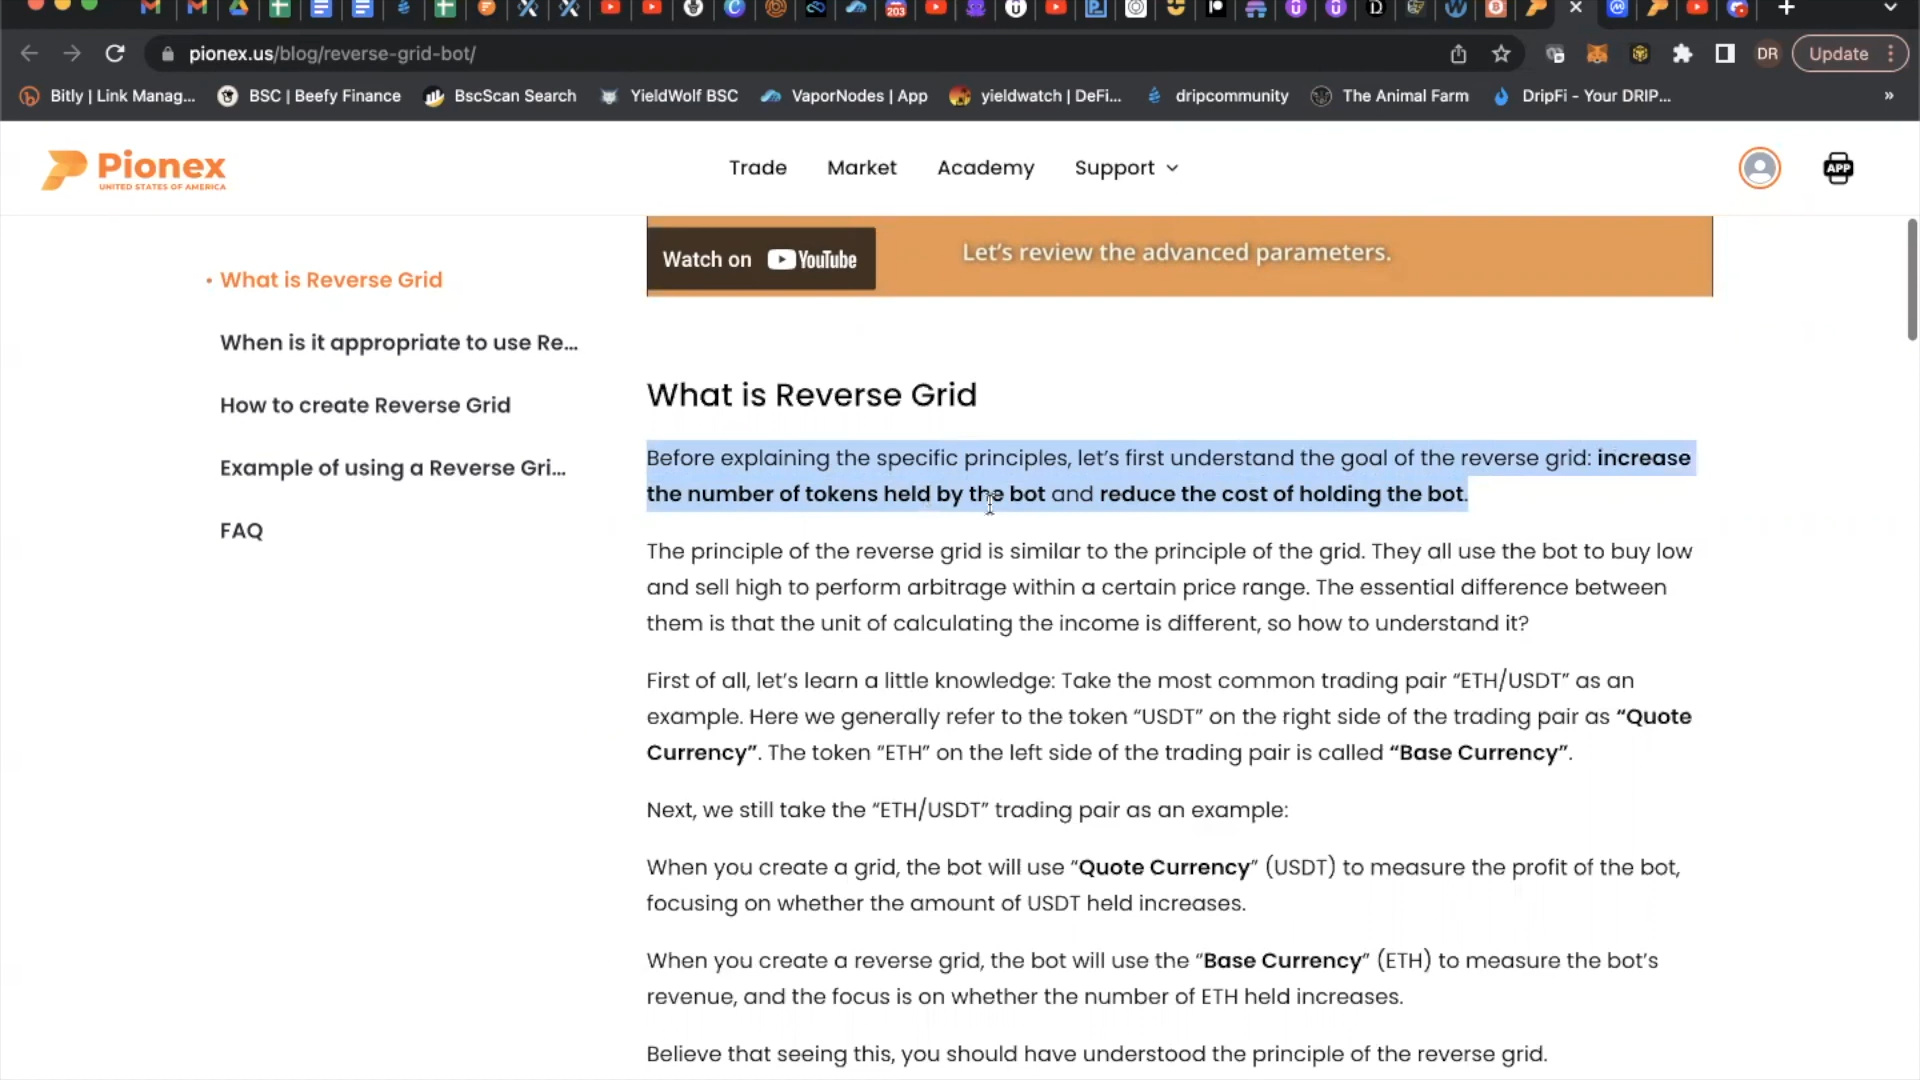 203
pionex.us/blog/reverse-grid-bot/
DR
Update
Bitly | Link Manag...
BSC | Beefy Finance
BscScan Search
YieldWolf BSC
VaporNodes | App
yieldwatch | DeFi...
dripcommunity
The Animal Farm
DripFi - Your DRIP...
»
Pionex
UNITED STATES OF AMERICA
Trade
Market
Academy
Support
APP
Watch on YouTube
Let's review the advanced parameters.
• What is Reverse Grid
When is it appropriate to use Re...
How to create Reverse Grid
Example of using a Reverse Gri...
FAQ
What is Reverse Grid
Before explaining the specific principles, let's first understand the goal of the reverse grid: increase
the number of tokens held by the bot and reduce the cost of holding the bot.
The principle of the reverse grid is similar to the principle of the grid. They all use the bot to buy low
and sell high to perform arbitrage within a certain price range. The essential difference between
them is that the unit of calculating the income is different, so how to understand it?
First of all, let's learn a little knowledge: Take the most common trading pair “ETH/USDT” as an
example. Here we generally refer to the token “USDT” on the right side of the trading pair as “Quote
Currency”. The token “ETH” on the left side of the trading pair is called “Base Currency”.
Next, we still take the “ETH/USDT” trading pair as an example:
When you create a grid, the bot will use “Quote Currency” (USDT) to measure the profit of the bot,
focusing on whether the amount of USDT held increases.
When you create a reverse grid, the bot will use the “Base Currency” (ETH) to measure the bot's
revenue, and the focus is on whether the number of ETH held increases.
Believe that seeing this, you should have understood the principle of the reverse grid.